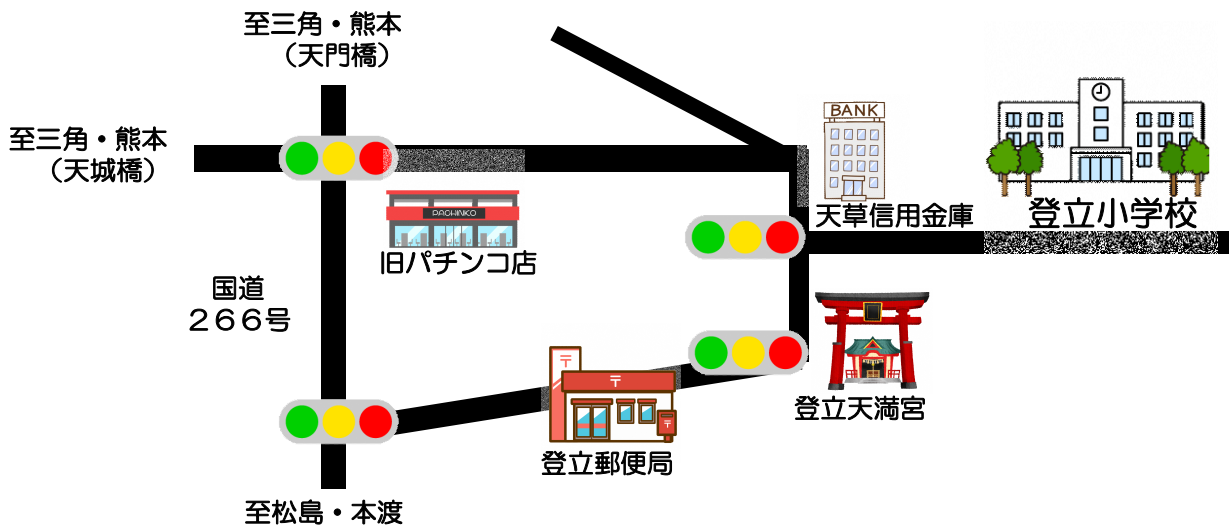 至三角・熊本
（天門橋）
至三角・熊本
（天城橋）
BANK
天草信用金庫
登立小学校
PACHINKO
旧パチンコ店
国道
２６６号
〒
〒
〒
登立郵便局
登立天満宮
至松島・本渡